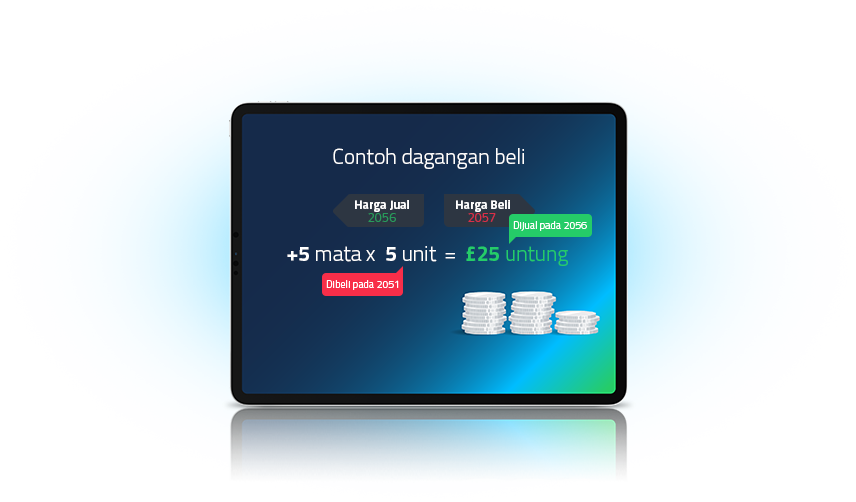 Contoh dagangan beli
Harga Jual
2056
Harga Beli
2057
Dijual pada 2056
+5 mata x 5 unit = £25 untung
Dibeli pada 2051